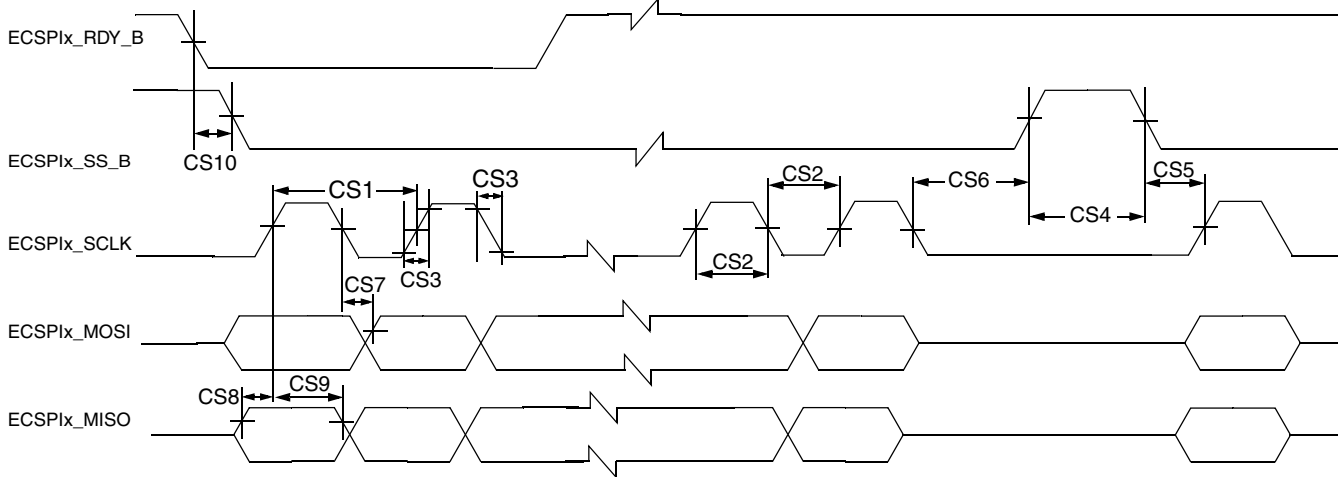 ECSPIx_RDY_B
CS10
ECSPIx_SS_B
CS1
CS3
CS2
CS6
CS5
CS4
ECSPIx_SCLK
CS3
CS2
CS7
ECSPIx_MOSI
CS8
CS9
ECSPIx_MISO